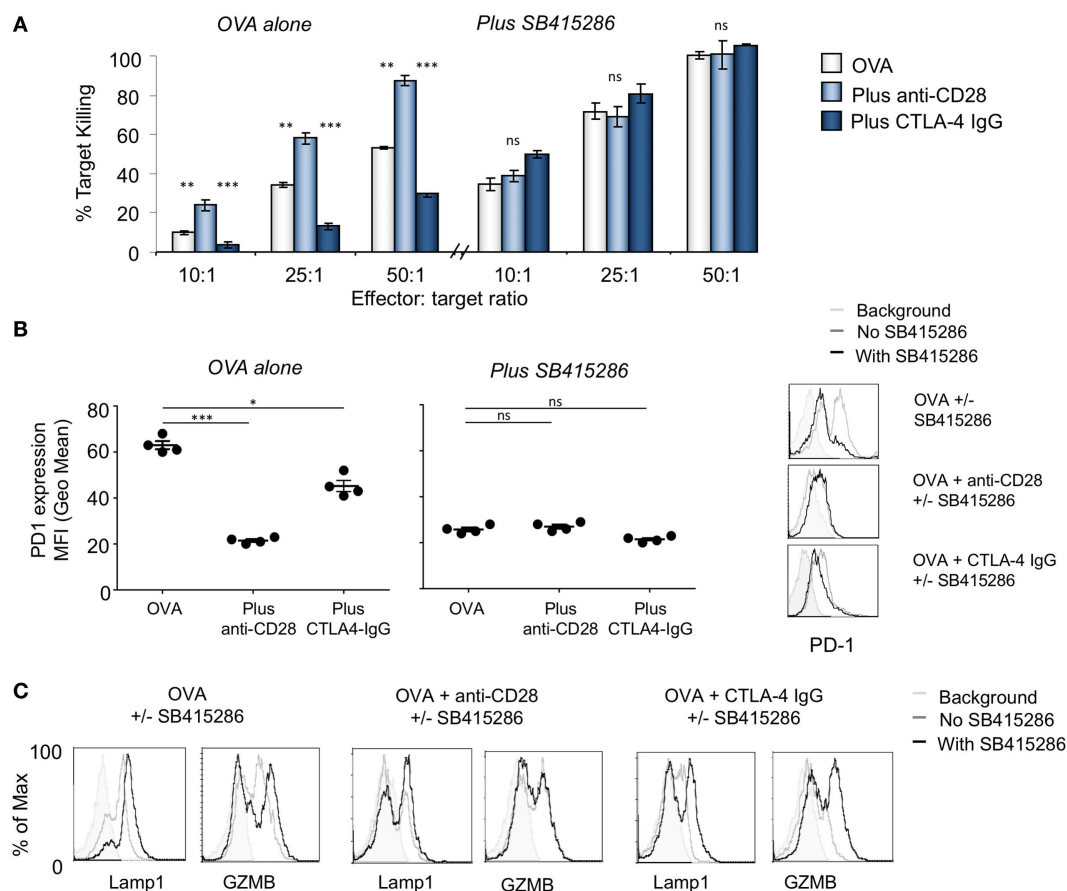 A
OVA alone
Plus SB415286
% Target Killing
100
80
60
40
20
0
** ***
** ***
** ***
ns
ns
ns
10:1 25:1 50:1 10:1 25:1 50:1
Effector: target ratio
OVA
Plus anti-CD28
Plus CTLA-4 IgG
B
OVA alone
Plus SB415286
PD1 expression
MFI (Geo Mean)
80
60
40
20
0
*
***
ns
ns
OVA
Plus
anti-CD28
Plus
CTLA4-IgG
OVA
Plus
anti-CD28
Plus
CTLA4-IgG
Background
No SB415286
With SB415286
OVA +/-
SB415286
OVA + anti-CD28
+/- SB415286
OVA + CTLA-4 IgG
+/- SB415286
PD-1
C
OVA
+/- SB415286
OVA + anti-CD28
+/- SB415286
OVA + CTLA-4 IgG
+/- SB415286
Background
No SB415286
With SB415286
% of Max
100
0
Lamp1 GZMB Lamp1 GZMB Lamp1 GZMB